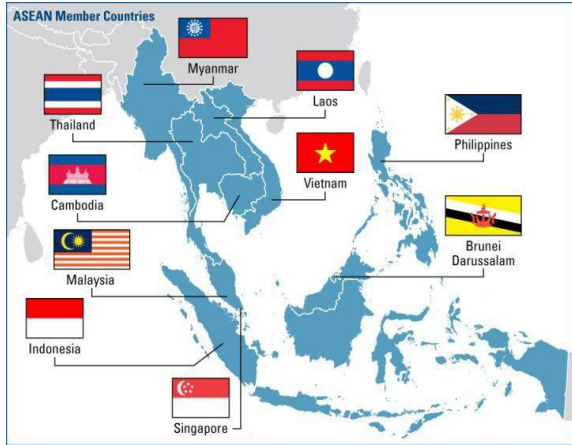 ASEAN Member Countries
Myanmar
Laos
Thailand
Philippines
Vietnam
Cambodia
Brunei
Darussalam
Malaysia
Indonesia
Singapore